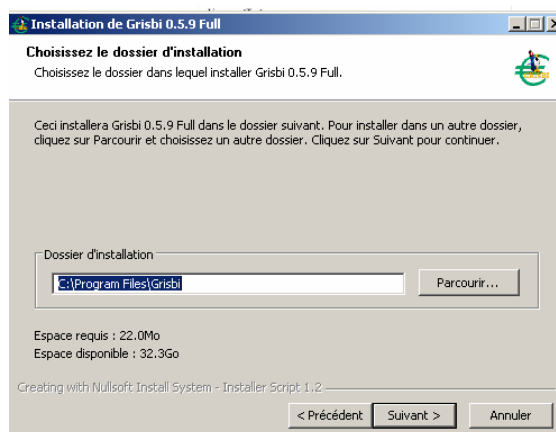 Installation de Grisbi 0.5.9 Full
Choisissez le dossier d'installation
Choisissez le dossier dans lequel installer Grisbi 0.5.9 Full.
Ceci installera Grisbi 0.5.9 Full dans le dossier suivant. Pour installer dans un autre dossier,
cliquez sur Parcourir et choisissez un autre dossier. Cliquez sur Suivant pour continuer.
Dossier d'installation
C:\Program Files\Grisbi
Parcourir...
Espace requis : 22.0Mo
Espace disponible : 32.3Go
Creating with Nullsoft Install System - Installer Script 1.2
< Précédent Suivant > Annuler